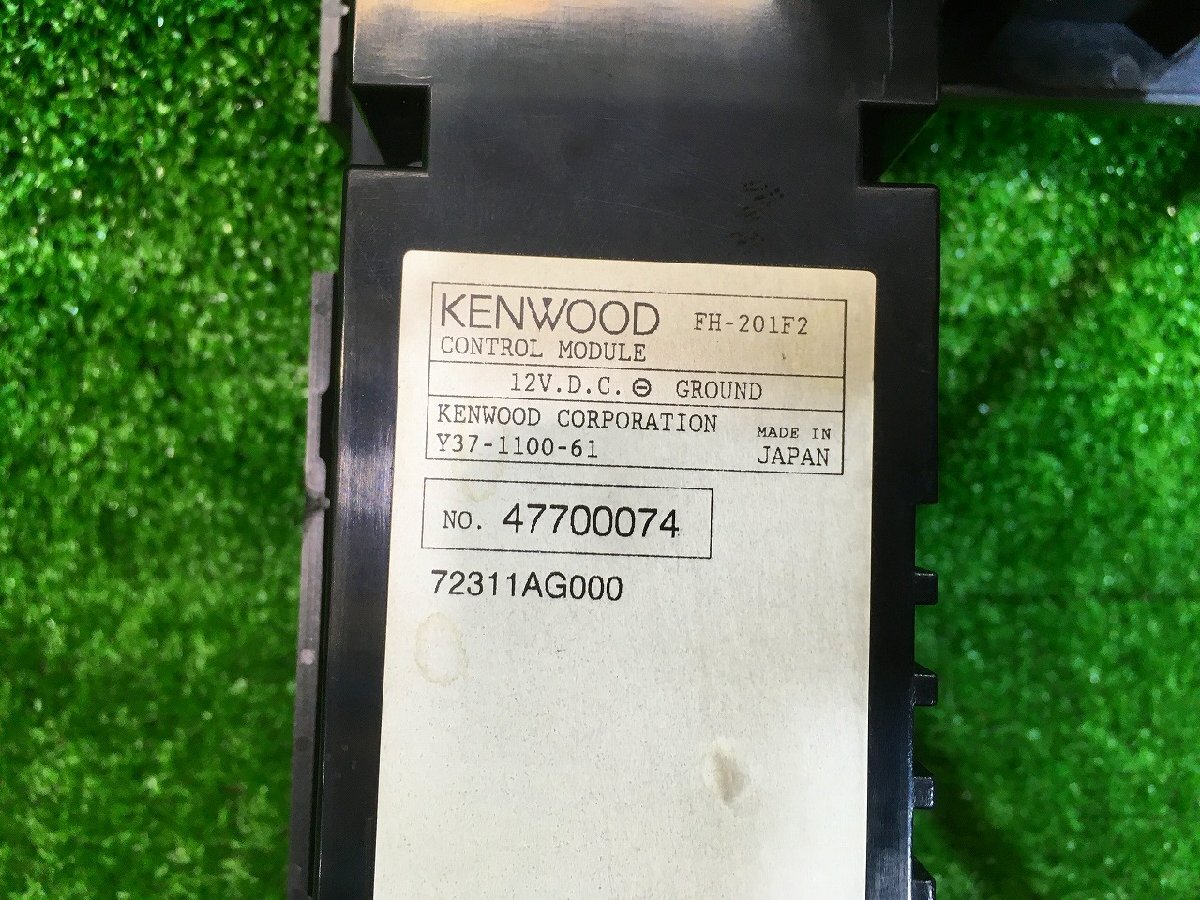 KENWOOD FH-201F2
CONTROL MODULE
12V.D.C. ⊖ GROUND
KENWOOD CORPORATION
Y37-1100-61
MADE IN
JAPAN
NO. 47700074
72311AG000